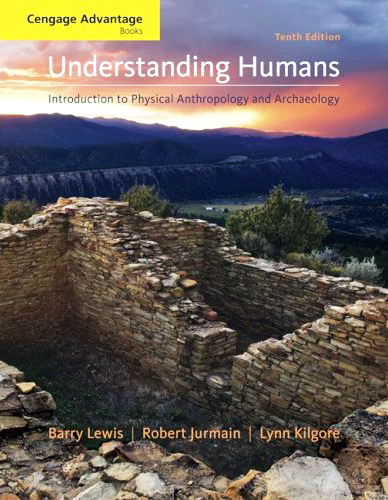 Cengage Advantage
Books
Tenth Edition
Understanding Humans
Introduction to Physical Anthropology and Archaeology
Barry Lewis | Robert Jurmain | Lynn Kilgore